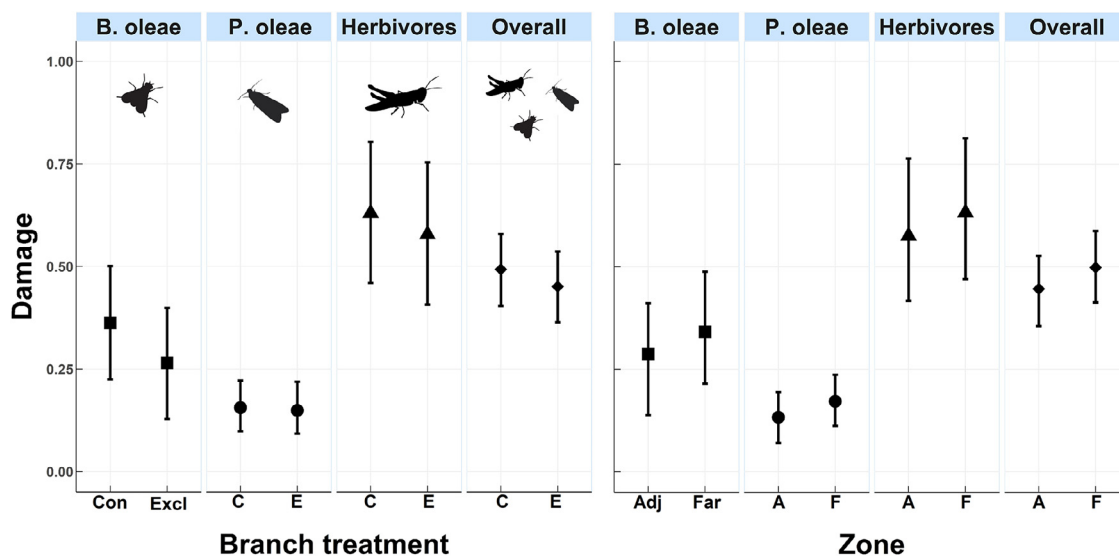 B. oleae P. oleae Herbivores Overall B. oleae P. oleae Herbivores Overall
1.00
0.75
0.50
0.25
0.00
Damage
Con Excl C E C E C E Adj Far A F A F A F
Branch treatment Zone